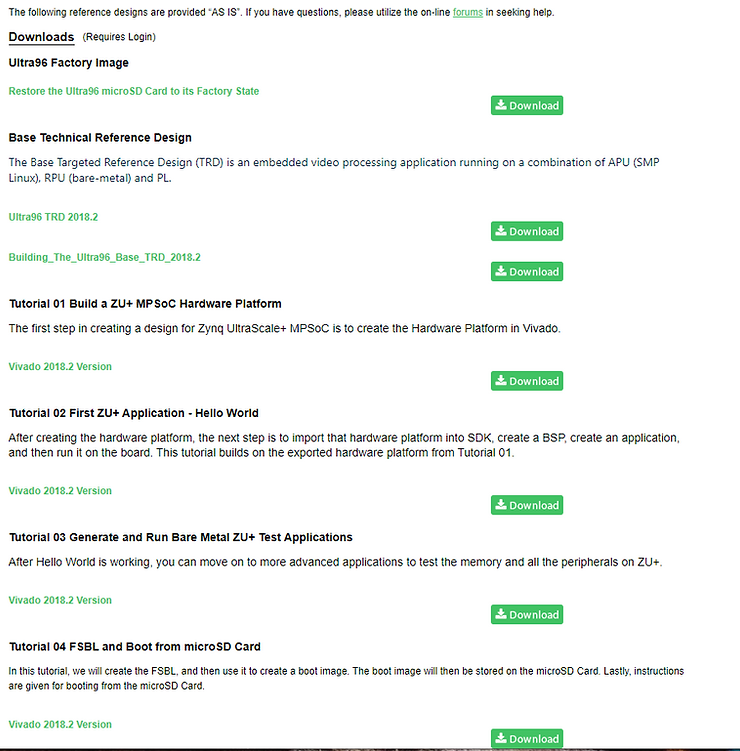 The following reference designs are provided “AS IS”. If you have questions, please utilize the on-line forums in seeking help.
Downloads (Requires Login)
Ultra96 Factory Image
Restore the Ultra96 microSD Card to its Factory State
Download
Base Technical Reference Design
The Base Targeted Reference Design (TRD) is an embedded video processing application running on a combination of APU (SMP
Linux), RPU (bare-metal) and PL.
Ultra96 TRD 2018.2
Download
Building_The_Ultra96_Base_TRD_2018.2
Download
Tutorial 01 Build a ZU+ MPSoC Hardware Platform
The first step in creating a design for Zynq UltraScale+ MPSoC is to create the Hardware Platform in Vivado.
Vivado 2018.2 Version
Download
Tutorial 02 First ZU+ Application - Hello World
After creating the hardware platform, the next step is to import that hardware platform into SDK, create a BSP, create an application,
and then run it on the board. This tutorial builds on the exported hardware platform from Tutorial 01.
Vivado 2018.2 Version
Download
Tutorial 03 Generate and Run Bare Metal ZU+ Test Applications
After Hello World is working, you can move on to more advanced applications to test the memory and all the peripherals on ZU+.
Vivado 2018.2 Version
Download
Tutorial 04 FSBL and Boot from microSD Card
In this tutorial, we will create the FSBL, and then use it to create a boot image. The boot image will then be stored on the microSD Card. Lastly, instructions
are given for booting from the microSD Card.
Vivado 2018.2 Version
Download